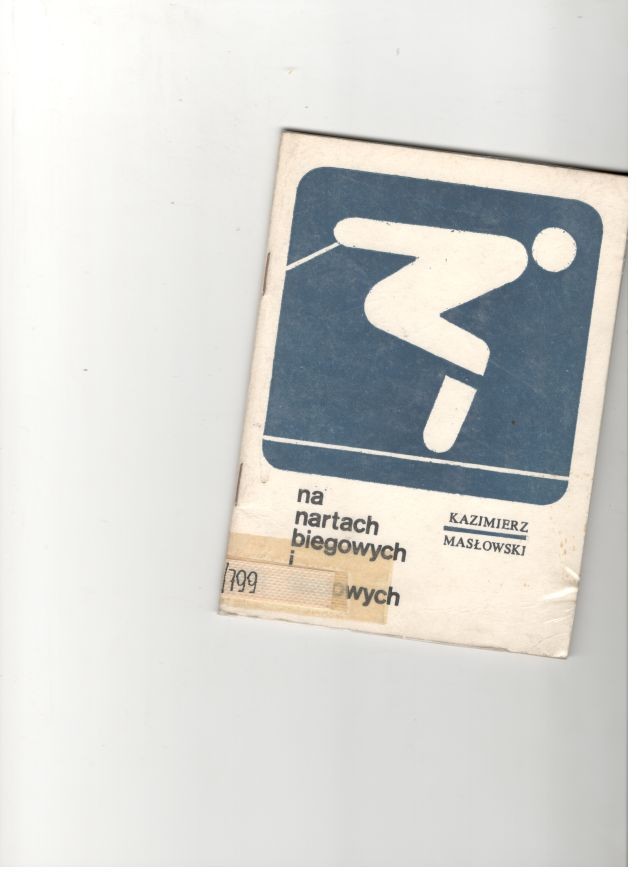 na
nartach
biegowych
i
owych
KAZIMIERZ
MASŁOWSKI
/799